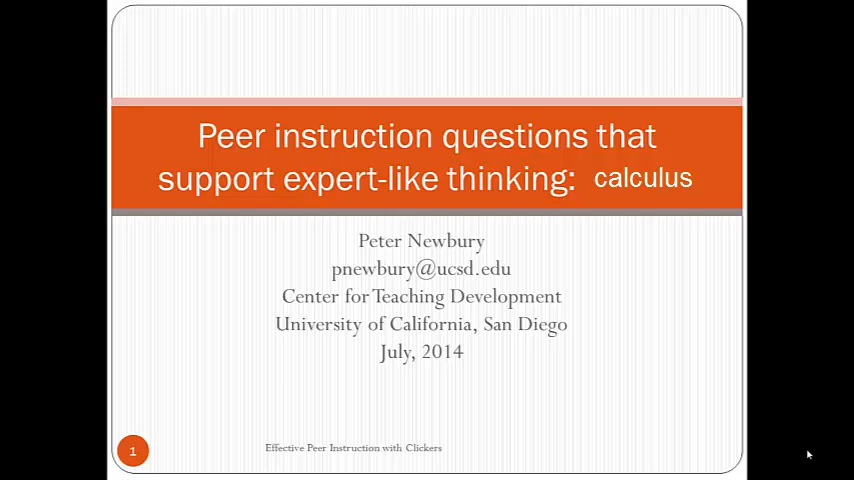 Peer instruction questions that
support expert-like thinking: calculus
Peter Newbury
pnewbury@ucsd.edu
Center for Teaching Development
University of California, San Diego
July, 2014
1
Effective Peer Instruction with Clickers